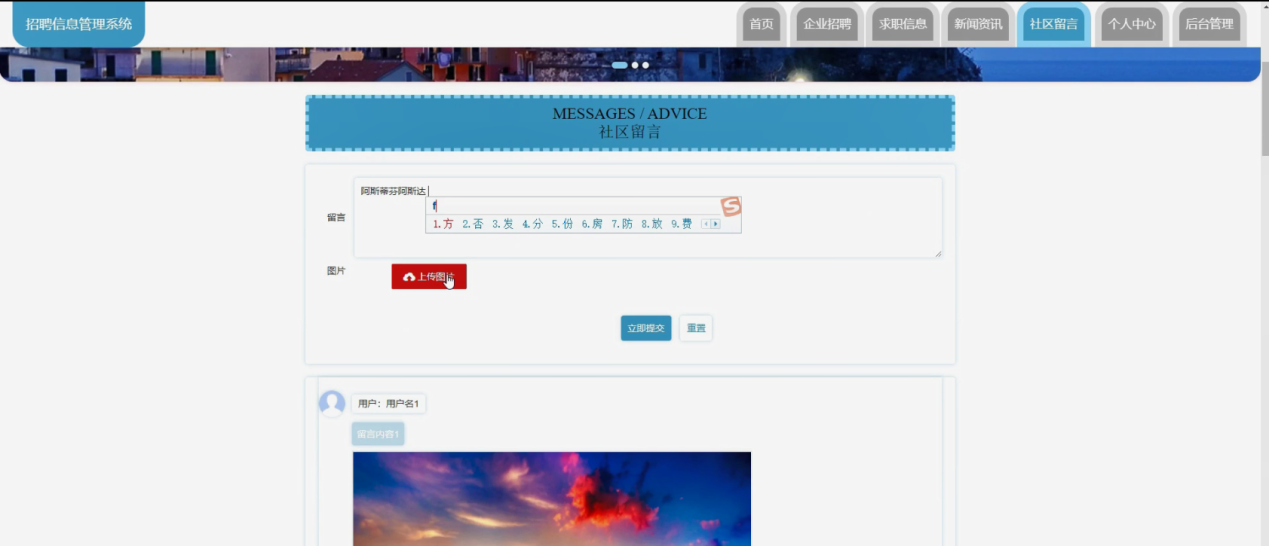 招聘信息管理系统
首页
企业招聘
求职信息
新闻资讯
社区留言
个人中心
后台管理
MESSAGES / ADVICE
社区留言
留言
阿斯蒂芬阿斯达
f
1.方 2.否 3.发 4.分 5.份 6.房 7.防 8.放 9.费
图片
上传图片
立即提交
重置
用户：用户名1
留言内容1